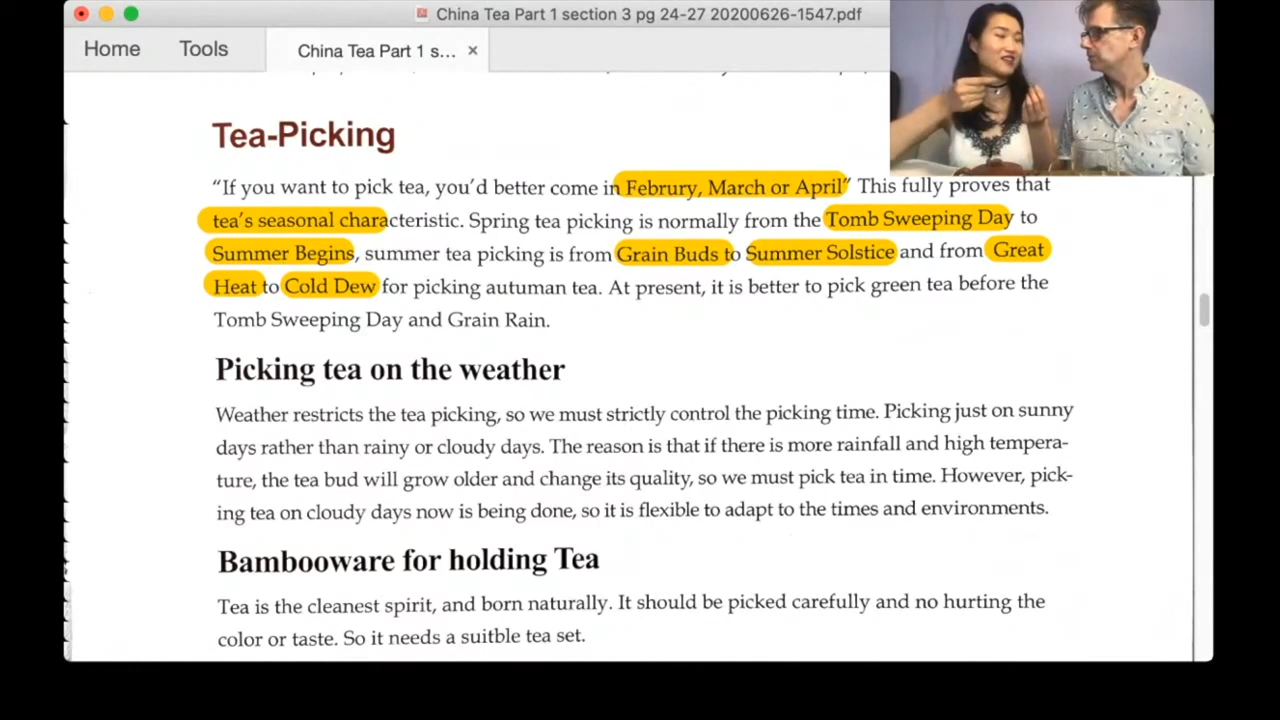 China Tea Part 1 section 3 pg 24-27 20200626-1547.pdf
Home Tools China Tea Part 1 s... ×
Tea-Picking
“If you want to pick tea, you’d better come in Februry, March or April” This fully proves that
tea’s seasonal characteristic. Spring tea picking is normally from the Tomb Sweeping Day to
Summer Begins, summer tea picking is from Grain Buds to Summer Solstice and from Great
Heat to Cold Dew for picking autuman tea. At present, it is better to pick green tea before the
Tomb Sweeping Day and Grain Rain.
Picking tea on the weather
Weather restricts the tea picking, so we must strictly control the picking time. Picking just on sunny
days rather than rainy or cloudy days. The reason is that if there is more rainfall and high tempera-
ture, the tea bud will grow older and change its quality, so we must pick tea in time. However, pick-
ing tea on cloudy days now is being done, so it is flexible to adapt to the times and environments.
Bambooware for holding Tea
Tea is the cleanest spirit, and born naturally. It should be picked carefully and no hurting the
color or taste. So it needs a suitble tea set.